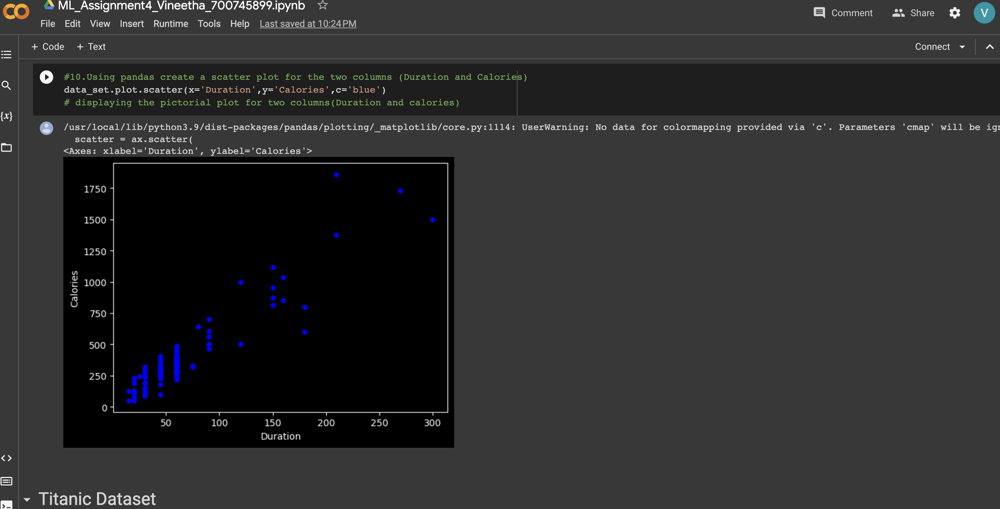 ML_Assignment4_Vineetha_700745899.ipynb
File Edit View Insert Runtime Tools Help Last saved at 10:24 PM
Comment Share V
+ Code + Text Connect
#10.Using pandas create a scatter plot for the two columns (Duration and Calories)
data_set.plot.scatter(x='Duration',y='Calories',c='blue')
# displaying the pictorial plot for two columns(Duration and calories)
{x}
/usr/local/lib/python3.9/dist-packages/pandas/plotting/_matplotlib/core.py:1114: UserWarning: No data for colormapping provided via 'c'. Parameters 'cmap' will be ign
scatter = ax.scatter(
<Axes: xlabel='Duration', ylabel='Calories'>
1750
1500
1250
1000
750
500
250
0
Calories
50 100 150 200 250 300
Duration
Titanic Dataset